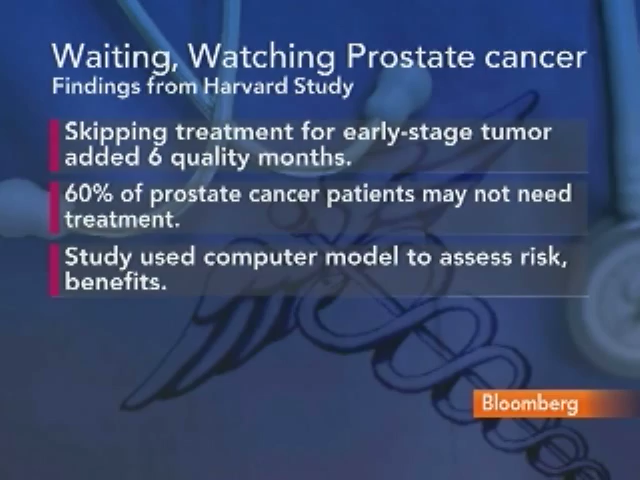 Waiting, Watching Prostate cancer
Findings from Harvard Study
Skipping treatment for early-stage tumor
added 6 quality months.
60% of prostate cancer patients may not need
treatment.
Study used computer model to assess risk,
benefits.
Bloomberg